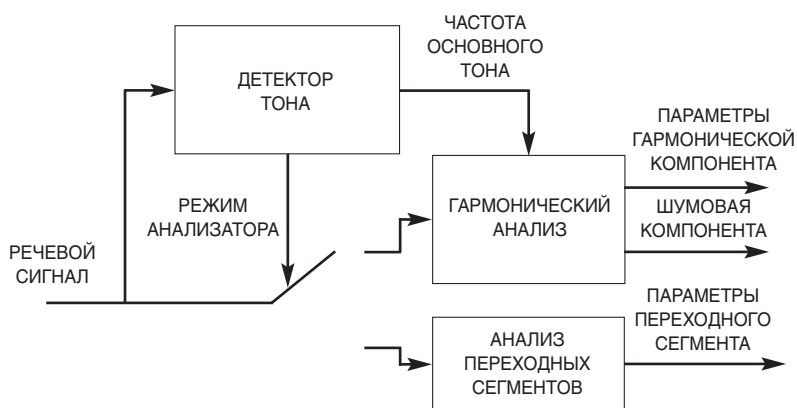 ЧАСТОТА
ОСНОВНОГО
ТОНА
ДЕТЕКТОР
ТОНА
ПАРАМЕТРЫ
ГАРМОНИЧЕСКОЙ
КОМПОНЕНТА
РЕЖИМ
АНАЛИЗАТОРА
ГАРМОНИЧЕСКИЙ
АНАЛИЗ
ШУМОВАЯ
КОМПОНЕНТА
РЕЧЕВОЙ
СИГНАЛ
ПАРАМЕТРЫ
ПЕРЕХОДНОГО
СЕГМЕНТА
АНАЛИЗ
ПЕРЕХОДНЫХ
СЕГМЕНТОВ